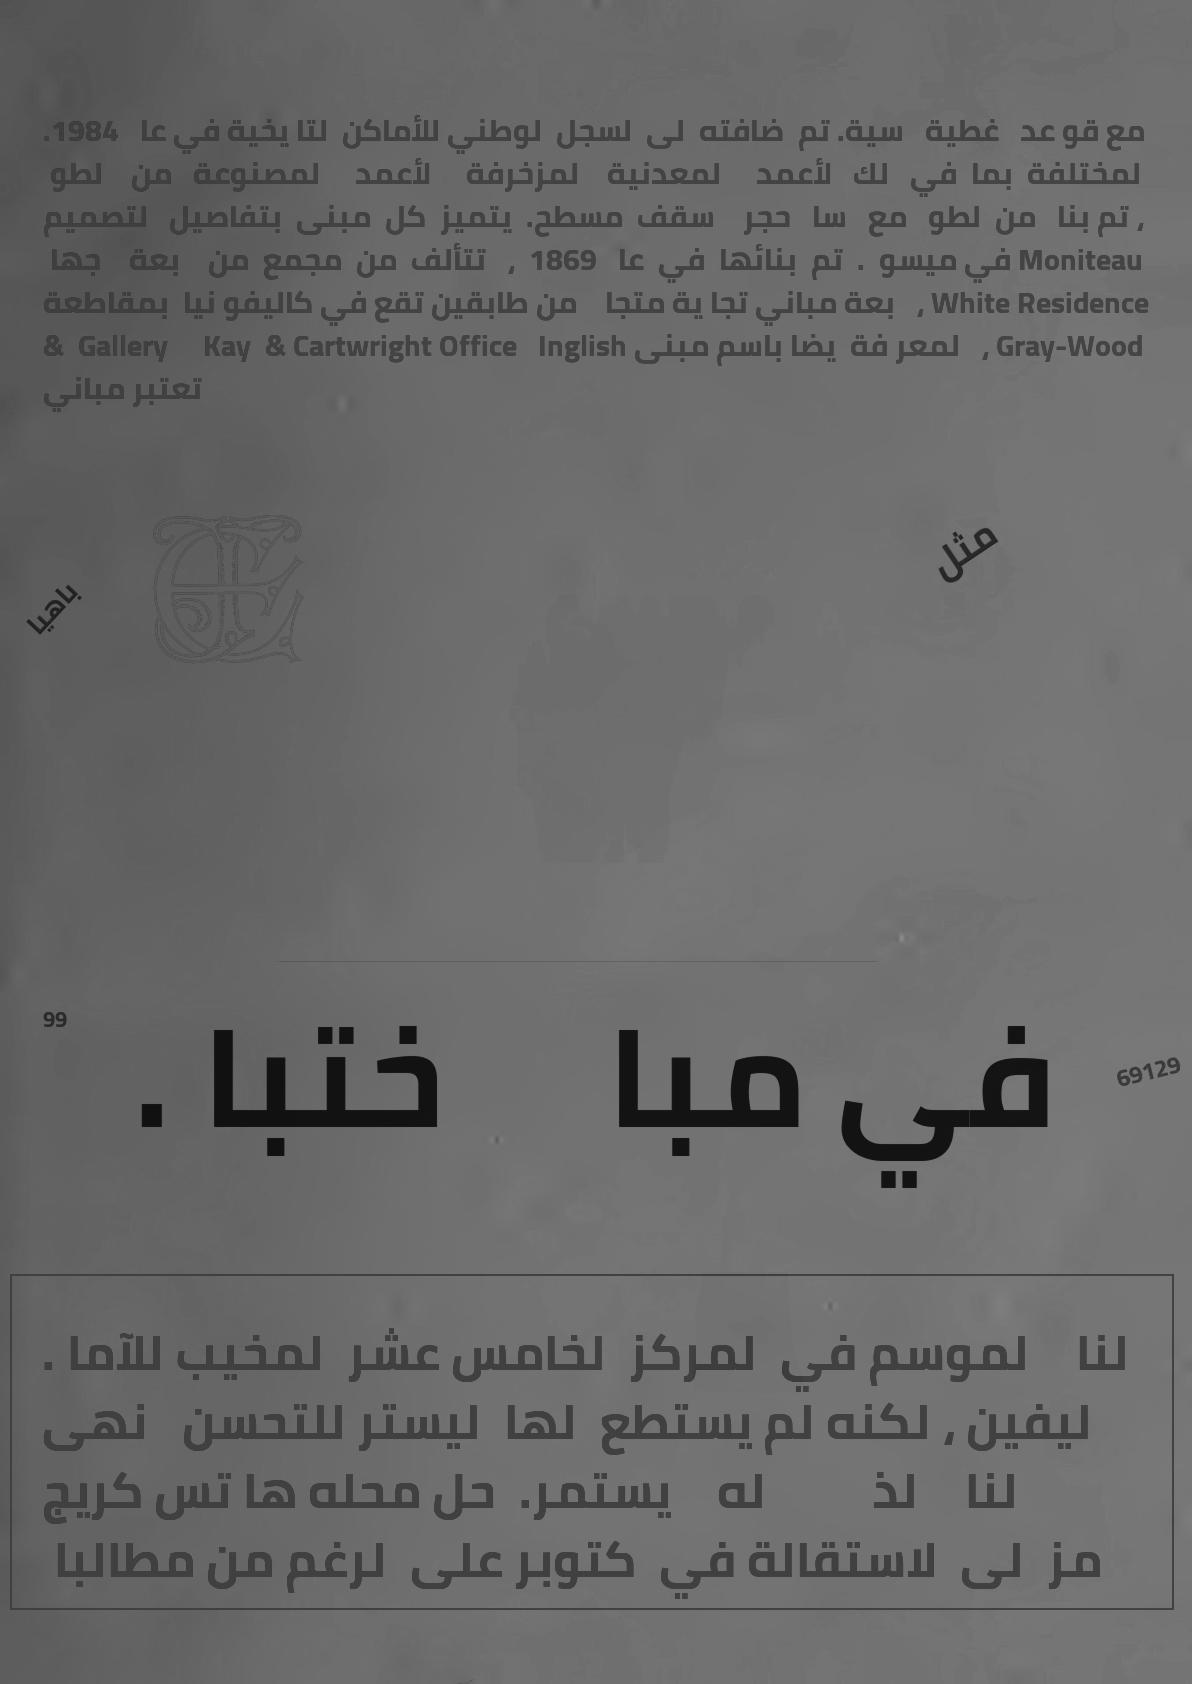 مع قو عد غطية سية. تم ضافته لى لسجل لوطني للأماكن لتا يخية في عا 1984.
لمختلفة بما في لك لأعمد لمعدنية لمزخرفة لأعمد لمصنوعة من لطو
، تم بنا من لطو مع سا حجر سقف مسطح. يتميز كل مبنى بتفاصيل لتصميم
Moniteau في ميسو . تم بنائها في عا 1869 ، تتألف من مجمع من بعة جها
White Residence ، بعة مباني تجا ية متجا من طابقين تقع في كاليفو نيا بمقاطعة
Gray-Wood ، لمعر فة يضا باسم مبنى Kay & Cartwright Office Inglish & Gallery
تعتبر مباني
مثل
باهيا
99
في مبا ختبا .
69129
لنا لموسم في لمركز لخامس عشر لمخيب للآما .
ليفين ، لكنه لم يستطع لها ليستر للتحسن نهى
لنا لذ له يستمر. حل محله ها تس كريج
مز لى لاستقالة في كتوبر على لرغم من مطالبا